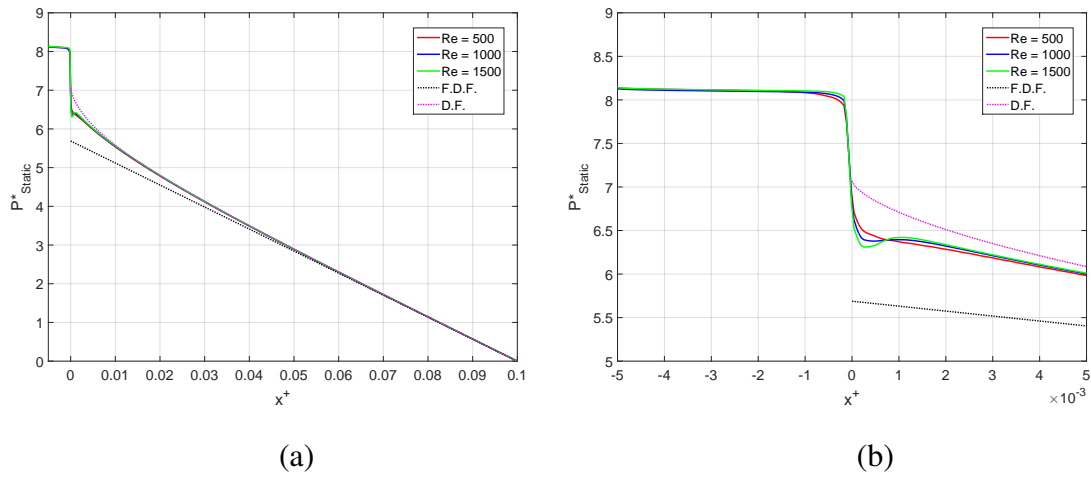 9
8
7
6
5
4
3
2
1
0
P*Static
0 0.01 0.02 0.03 0.04 0.05 0.06 0.07 0.08 0.09 0.1
x+
Re = 500
Re = 1000
Re = 1500
F.D.F.
D.F.
(a)
9
8.5
8
7.5
7
6.5
6
5.5
5
P*Static
-5 -4 -3 -2 -1 0 1 2 3 4 5
x+
×10-3
Re = 500
Re = 1000
Re = 1500
F.D.F.
D.F.
(b)